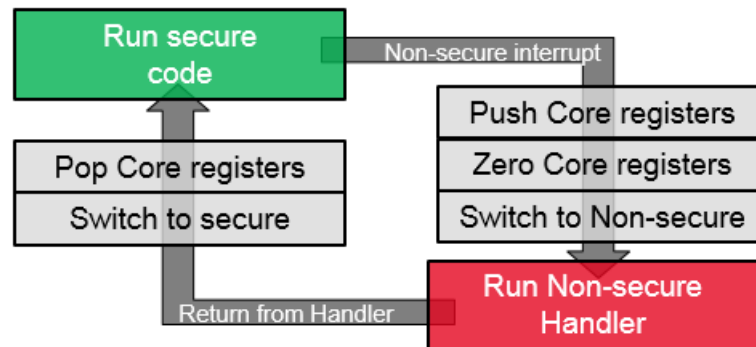 Run secure
code
Non-secure interrupt
Push Core registers
Zero Core registers
Switch to Non-secure
Run Non-secure
Handler
Return from Handler
Pop Core registers
Switch to secure